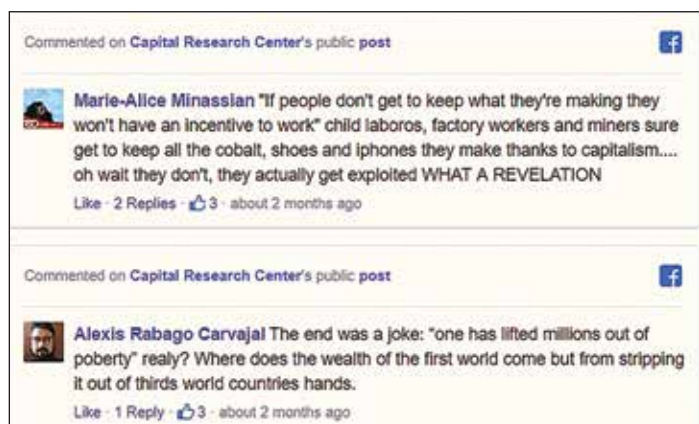 Commented on Capital Research Center's public post
Marie-Alice Minassian "If people don't get to keep what they're making they
won't have an incentive to work" child laboros, factory workers and miners sure
get to keep all the cobalt, shoes and iphones they make thanks to capitalism....
oh wait they don't, they actually get exploited WHAT A REVELATION
Like · 2 Replies · 3 · about 2 months ago
Commented on Capital Research Center's public post
Alexis Rabago Carvajal The end was a joke: "one has lifted millions out of
poberty" realy? Where does the wealth of the first world come but from stripping
it out of thirds world countries hands.
Like · 1 Reply · 3 · about 2 months ago